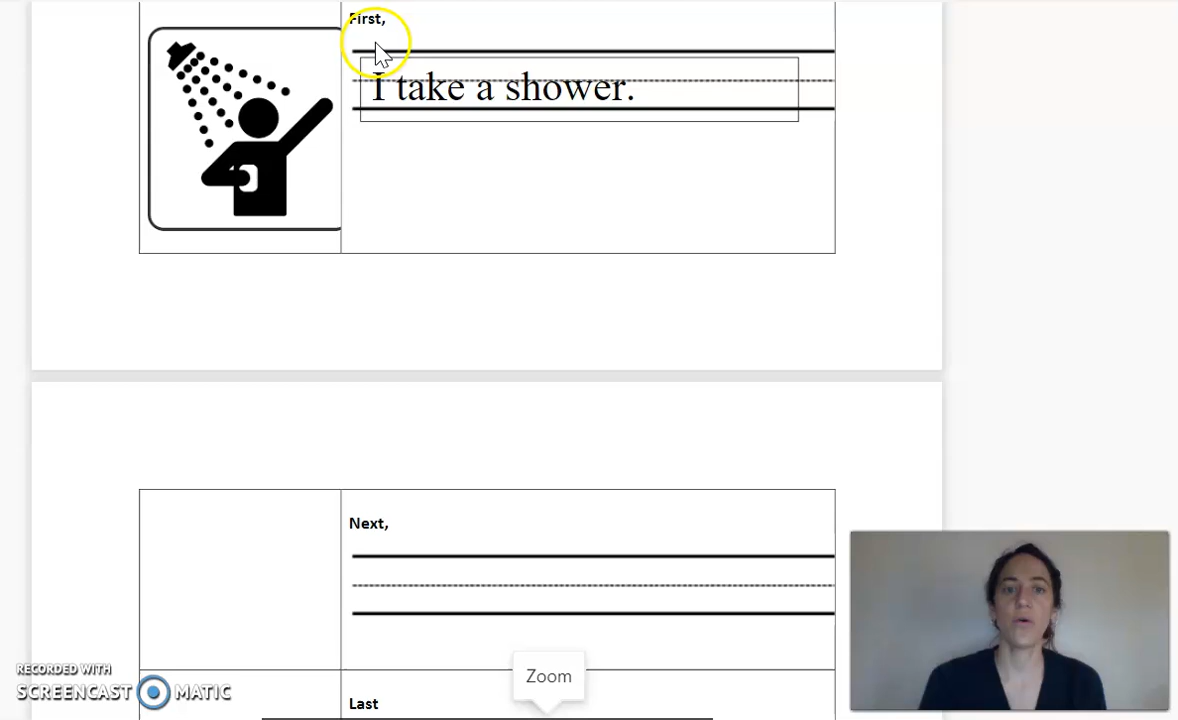 First,
I take a shower.
Next,
Last
Zoom
RECORDED WITH
SCREENCAST MATIC